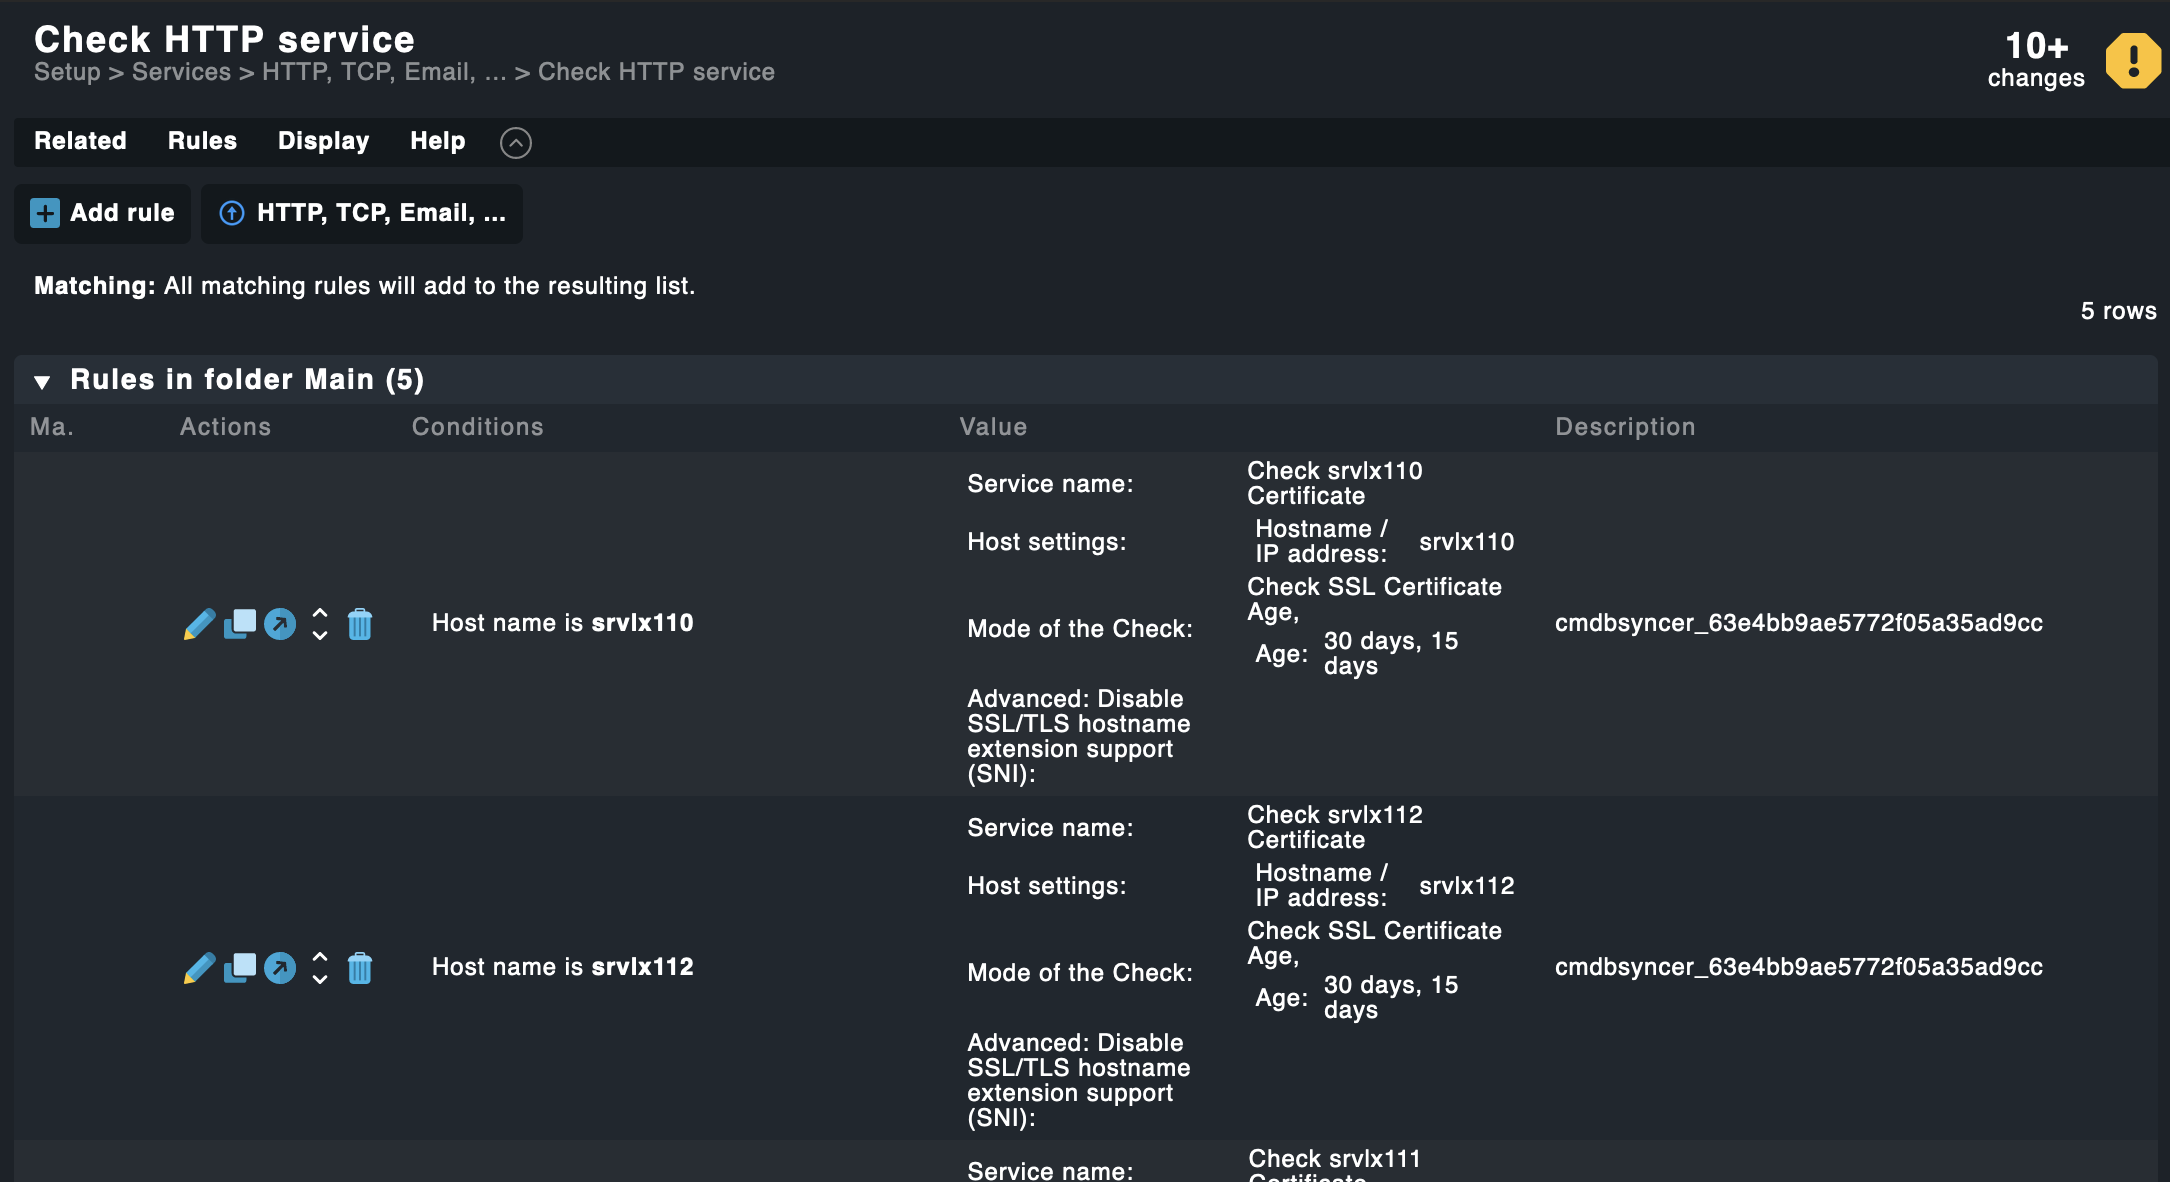 Check HTTP service
Setup > Services > HTTP, TCP, Email, ... > Check HTTP service
10+
changes
Related Rules Display Help
Add rule HTTP, TCP, Email, ...
Matching: All matching rules will add to the resulting list.
5 rows
Rules in folder Main (5)
Ma. Actions Conditions Value Description
Host name is srvlx110
Service name:
Check srvlx110
Certificate
Host settings:
Hostname /
IP address:
srvlx110
Mode of the Check:
Check SSL Certificate
Age,
Age:
30 days, 15
days
Advanced: Disable
SSL/TLS hostname
extension support
(SNI):
cmdbsyncer_63e4bb9ae5772f05a35ad9cc
Host name is srvlx112
Service name:
Check srvlx112
Certificate
Host settings:
Hostname /
IP address:
srvlx112
Mode of the Check:
Check SSL Certificate
Age,
Age:
30 days, 15
days
Advanced: Disable
SSL/TLS hostname
extension support
(SNI):
cmdbsyncer_63e4bb9ae5772f05a35ad9cc
Service name:
Check srvlx111
Certificate